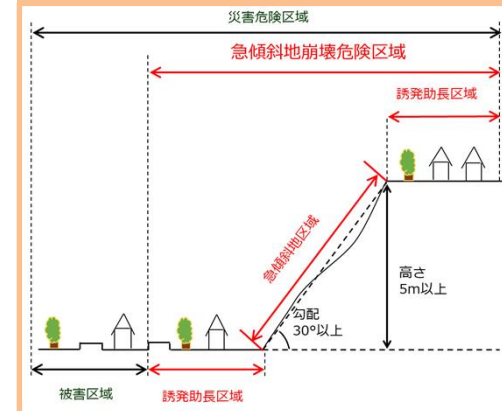 災害危険区域
急傾斜地崩壊危険区域
誘発助長区域
急傾斜地区域
高さ
5m以上
勾配
30°以上
被害区域
誘発助長区域